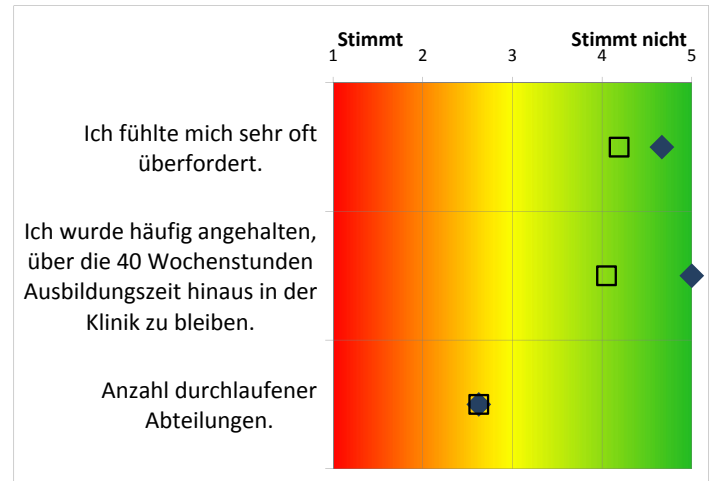 Stimmt Stimmt nicht
1 2 3 4 5
Ich fühlte mich sehr oft
überfordert.
Ich wurde häufig angehalten,
über die 40 Wochenstunden
Ausbildungszeit hinaus in der
Klinik zu bleiben.
Anzahl durchlaufener
Abteilungen.